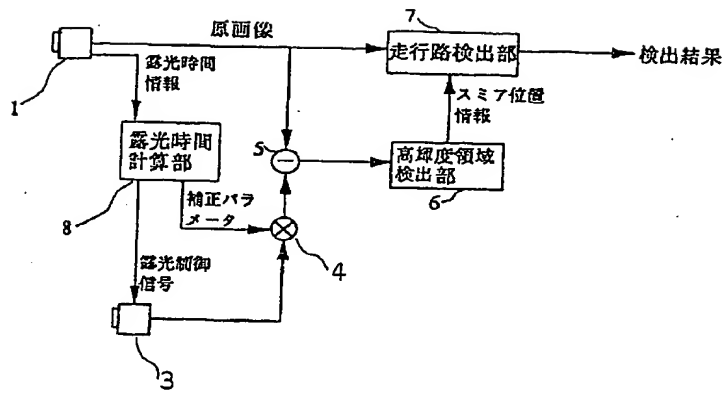 原画像
7
走行路検出部
検出結果
1
露光時間
情報
スミア位置
情報
露光時間
計算部
8
5
高輝度領域
検出部
6
補正パラ
メータ
4
露光制御
信号
3